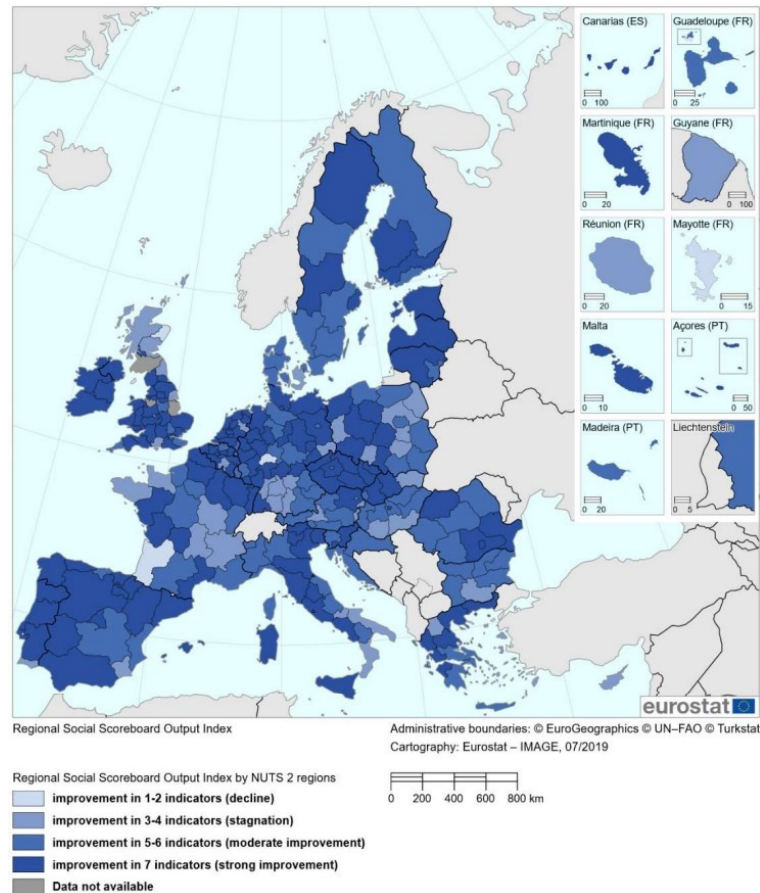 Canarias (ES)
0 100
Guadeloupe (FR)
0 25
Martinique (FR)
0 20
Guyane (FR)
0 100
Réunion (FR)
0 20
Mayotte (FR)
0 15
Malta
0 10
Açores (PT)
0 50
Madeira (PT)
0 20
Liechtenstein
0 5
eurostat
Regional Social Scoreboard Output Index
Administrative boundaries: © EuroGeographics © UN–FAO © Turkstat
Cartography: Eurostat – IMAGE, 07/2019
Regional Social Scoreboard Output Index by NUTS 2 regions
improvement in 1-2 indicators (decline)
improvement in 3-4 indicators (stagnation)
improvement in 5-6 indicators (moderate improvement)
improvement in 7 indicators (strong improvement)
Data not available
0 200 400 600 800 km